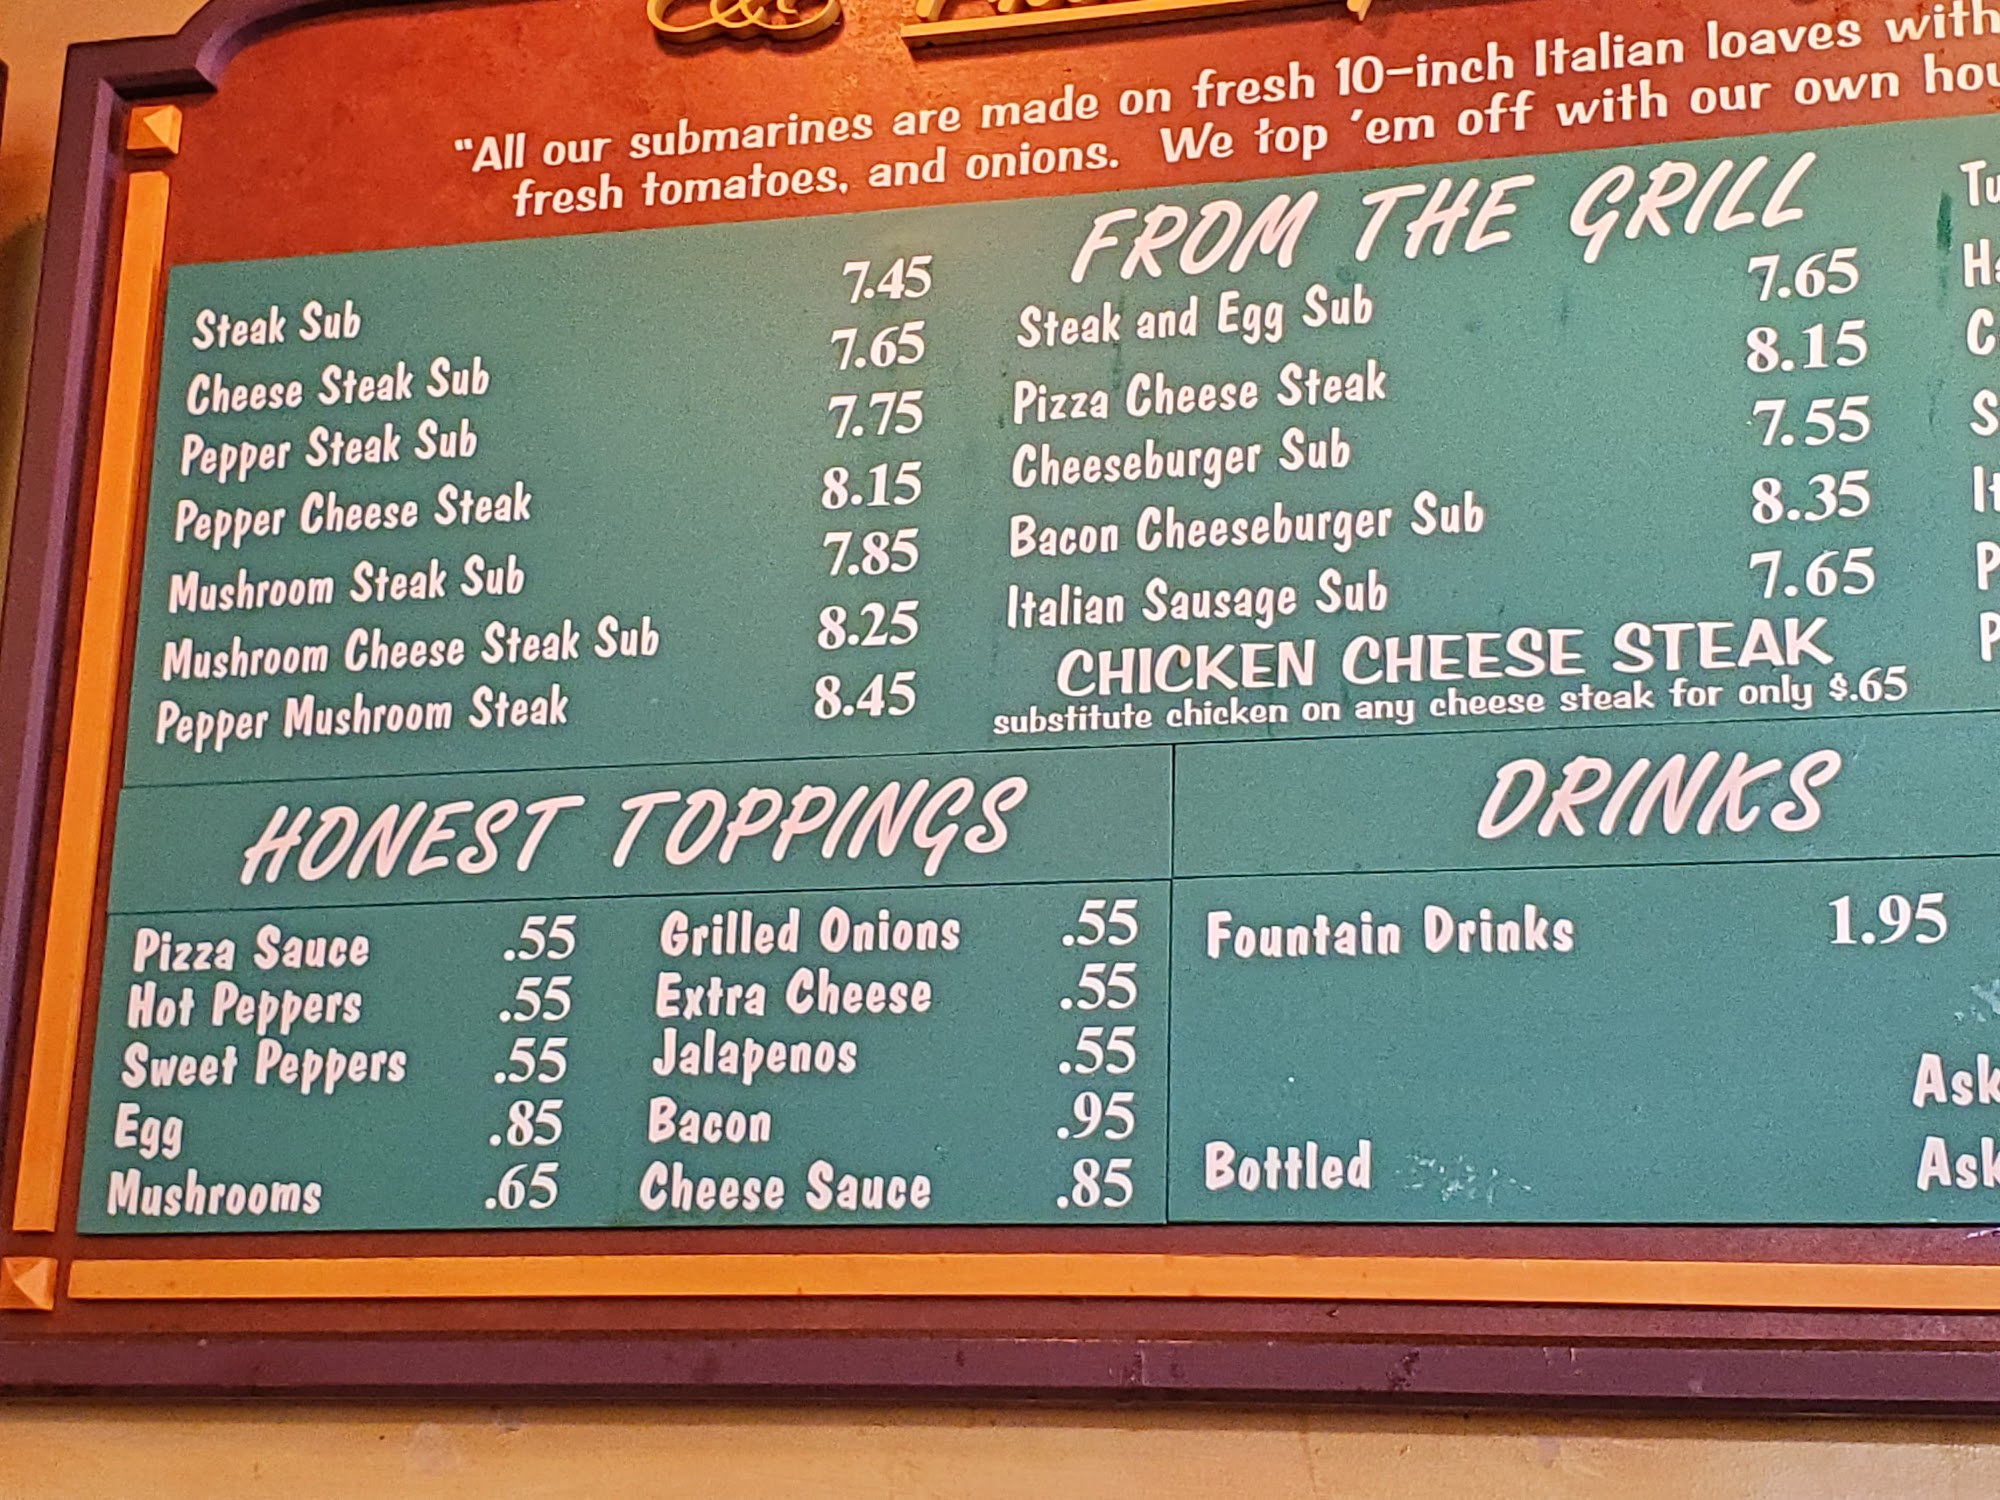 "All our submarines are made on fresh 10-inch Italian loaves with
fresh tomatoes, and onions. We top 'em off with our own
FROM THE GRILL
Steak Sub 7.45
Cheese Steak Sub 7.65
Pepper Steak Sub 7.75
Pepper Cheese Steak 8.15
Mushroom Steak Sub 7.85
Mushroom Cheese Steak Sub 8.25
Pepper Mushroom Steak 8.45
Steak and Egg Sub 7.65
Pizza Cheese Steak 8.15
Cheeseburger Sub 7.55
Bacon Cheeseburger Sub 8.35
Italian Sausage Sub 7.65
CHICKEN CHEESE STEAK
substitute chicken on any cheese steak for only $.65
HONEST TOPPINGS
Pizza Sauce .55
Hot Peppers .55
Sweet Peppers .55
Egg .85
Mushrooms .65
Grilled Onions .55
Extra Cheese .55
Jalapenos .55
Bacon .95
Cheese Sauce .85
DRINKS
Fountain Drinks 1.95
Ask
Bottled Ask